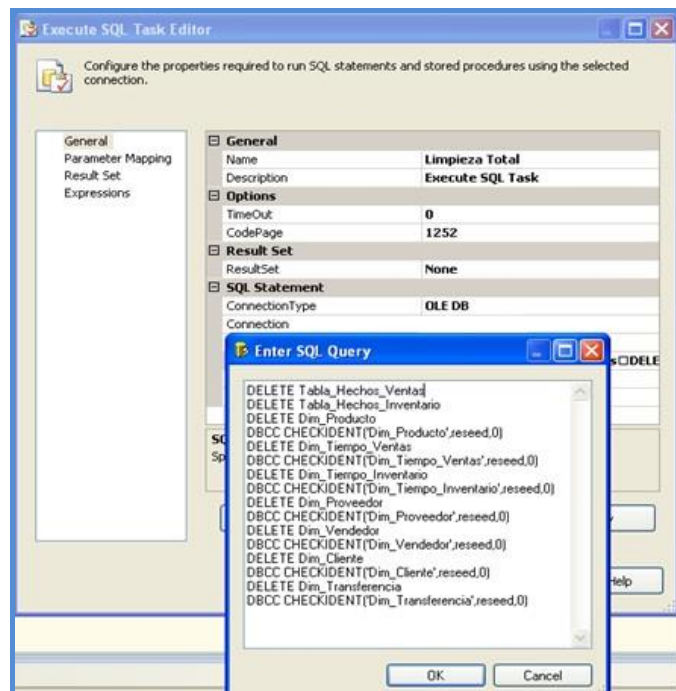 Execute SQL Task Editor
Configure the properties required to run SQL statements and stored procedures using the selected
connection.
General
Parameter Mapping
Result Set
Expressions
General
Name Limpieza Total
Description Execute SQL Task
Options
TimeOut 0
CodePage 1252
Result Set
ResultSet None
SQL Statement
ConnectionType OLE DB
Connection
s□DELE
Enter SQL Query
DELETE Tabla_Hechos_Ventas
DELETE Tabla_Hechos_Inventario
DELETE Dim_Producto
DBCC CHECKIDENT('Dim_Producto',reseed,0)
DELETE Dim_Tiempo_Ventas
DBCC CHECKIDENT('Dim_Tiempo_Ventas',reseed,0)
DELETE Dim_Tiempo_Inventario
DBCC CHECKIDENT('Dim_Tiempo_Inventario',reseed,0)
DELETE Dim_Proveedor
DBCC CHECKIDENT('Dim_Proveedor',reseed,0)
DELETE Dim_Vendedor
DBCC CHECKIDENT('Dim_Vendedor',reseed,0)
DELETE Dim_Cliente
DBCC CHECKIDENT('Dim_Cliente',reseed,0)
DELETE Dim_Transferencia
DBCC CHECKIDENT('Dim_Transferencia',reseed,0)
OK Cancel
Help